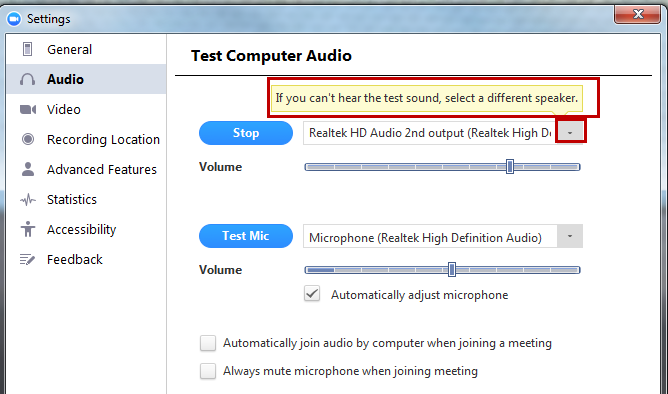 Settings
General
Audio
Video
Recording Location
Advanced Features
Statistics
Accessibility
Feedback
Test Computer Audio
If you can't hear the test sound, select a different speaker.
Stop
Realtek HD Audio 2nd output (Realtek High De
Volume
Test Mic
Microphone (Realtek High Definition Audio)
Volume
Automatically adjust microphone
Automatically join audio by computer when joining a meeting
Always mute microphone when joining meeting